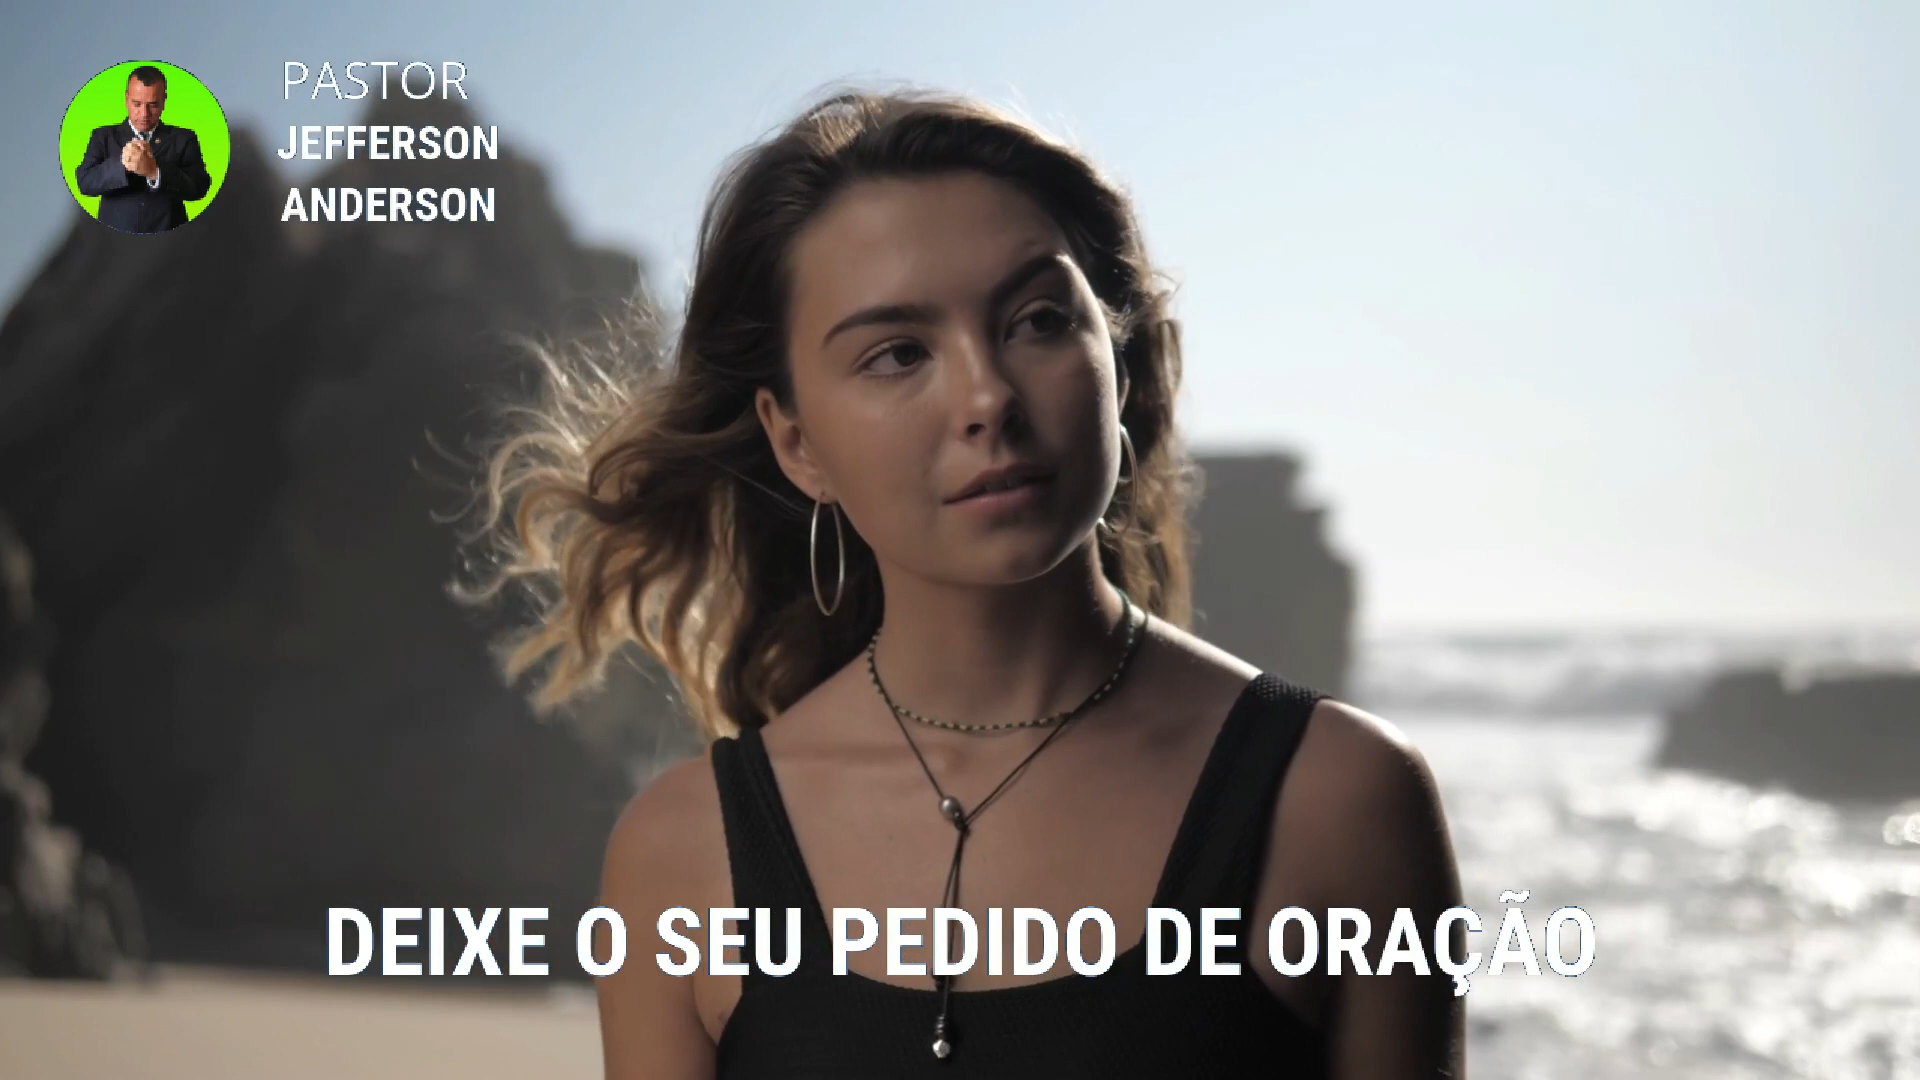 PASTOR
JEFFERSON
ANDERSON
DEIXE O SEU PEDIDO DE ORAÇÃO